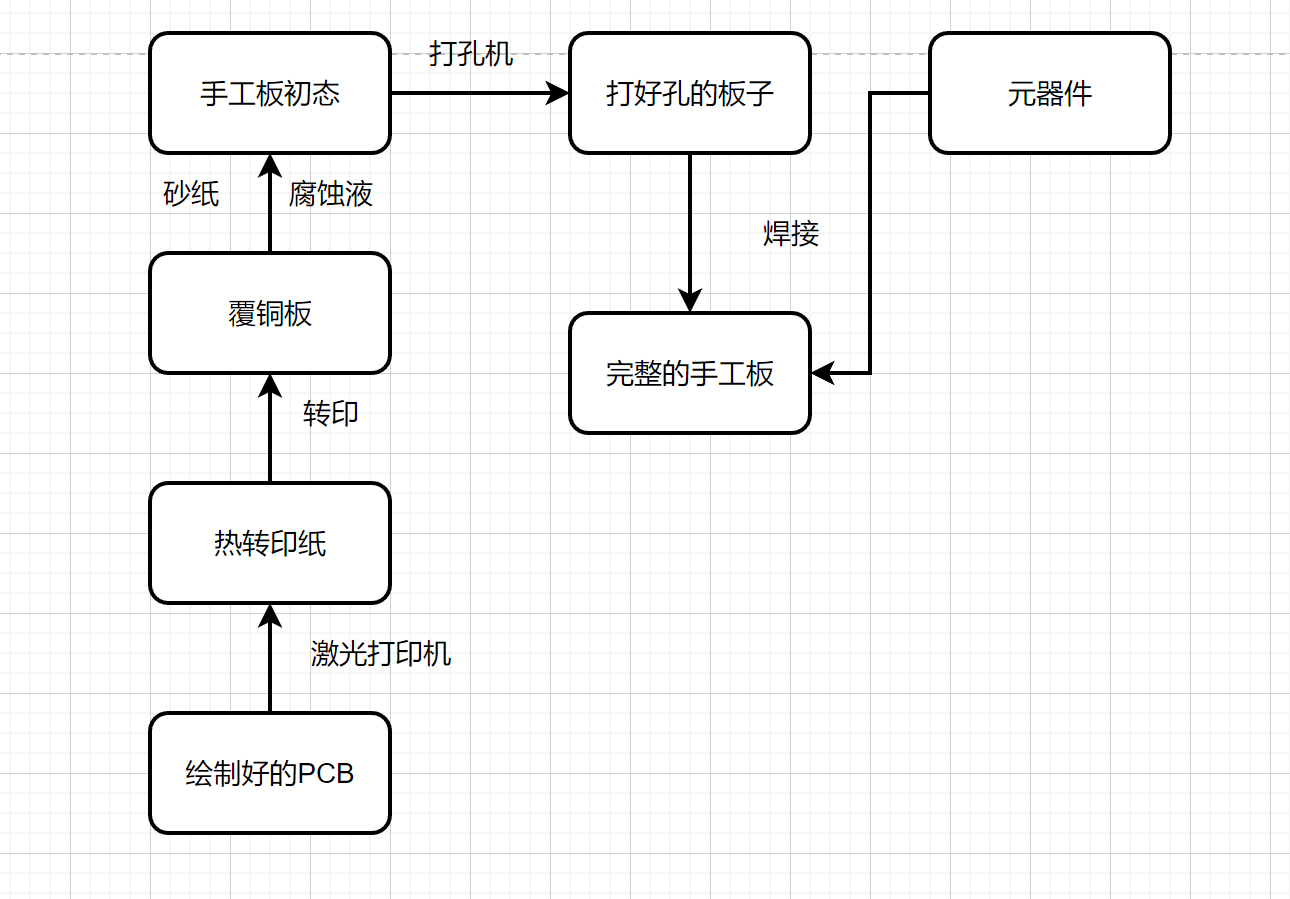 打孔机
手工板初态
打好孔的板子
元器件
砂纸
腐蚀液
焊接
覆铜板
完整的手工板
转印
热转印纸
激光打印机
绘制好的PCB